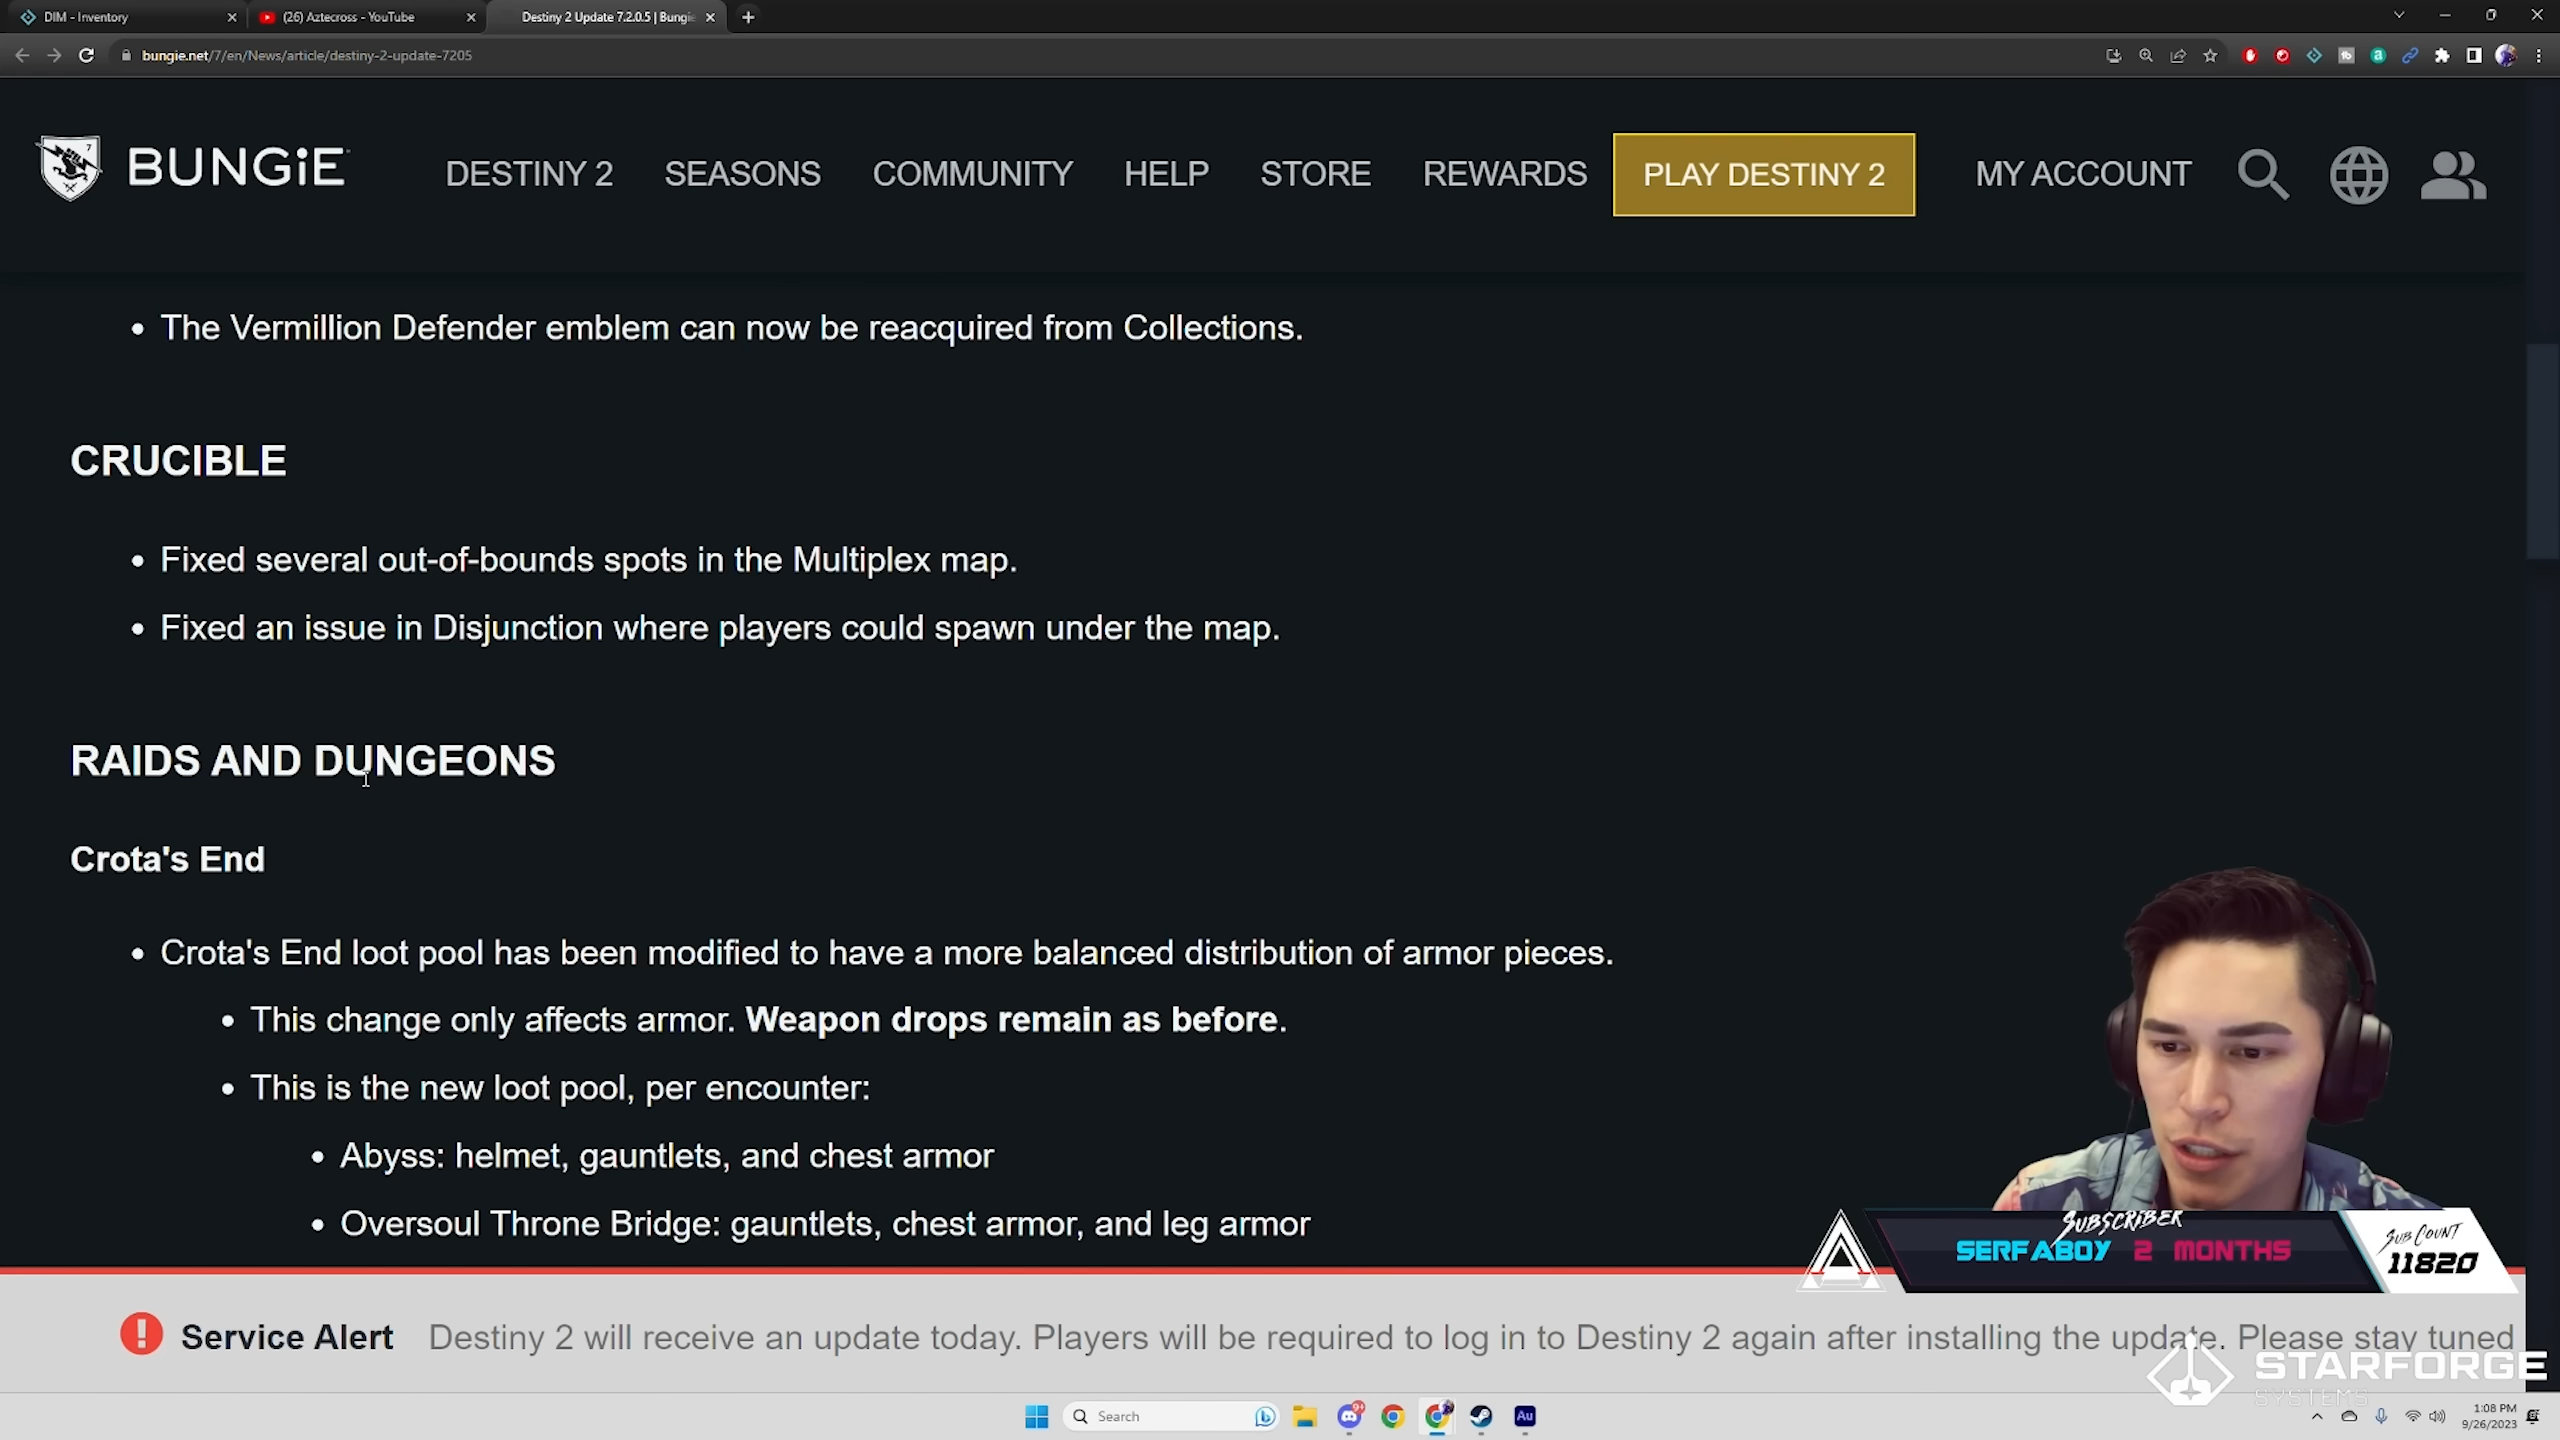 DIM - Inventory
(26) Aztecross - YouTube
Destiny 2 Update 7.2.0.5 | Bungie
bungie.net/7/en/News/article/destiny-2-update-7205
BUNGiE
DESTINY 2
SEASONS
COMMUNITY
HELP
STORE
REWARDS
PLAY DESTINY 2
MY ACCOUNT
• The Vermillion Defender emblem can now be reacquired from Collections.
CRUCIBLE
• Fixed several out-of-bounds spots in the Multiplex map.
• Fixed an issue in Disjunction where players could spawn under the map.
RAIDS AND DUNGEONS
Crota's End
• Crota's End loot pool has been modified to have a more balanced distribution of armor pieces.
• This change only affects armor. Weapon drops remain as before.
• This is the new loot pool, per encounter:
• Abyss: helmet, gauntlets, and chest armor
• Oversoul Throne Bridge: gauntlets, chest armor, and leg armor
SUBSCRIBER
SERFABOY 2 MONTHS
SUB COUNT
11820
Service Alert
Destiny 2 will receive an update today. Players will be required to log in to Destiny 2 again after installing the update. Please stay tuned
STARFORGE
SYSTEMS
Search
9+
Au
1:08 PM
9/26/2023